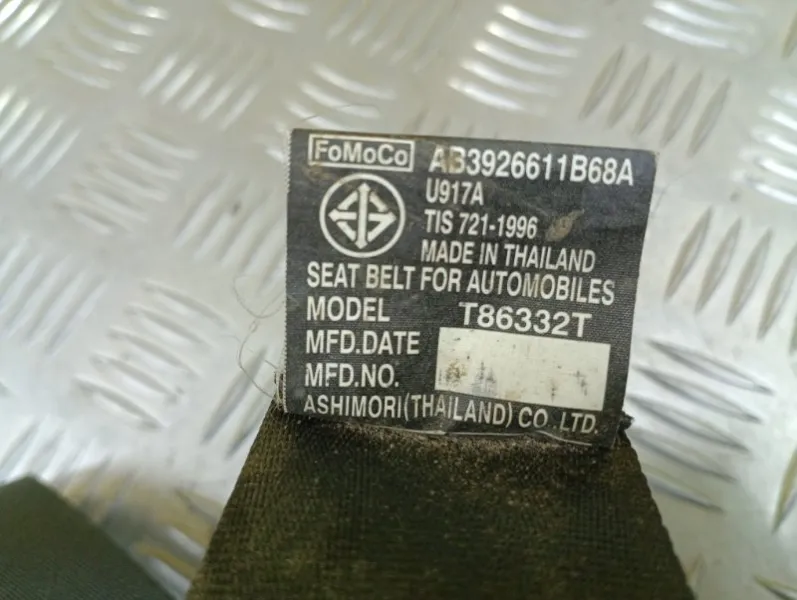 FoMoCo AB3926611B68A
U917A
TIS 721-1996
MADE IN THAILAND
SEAT BELT FOR AUTOMOBILES
MODEL T86332T
MFD.DATE
MFD.NO.
ASHIMORI(THAILAND) CO.,LTD.